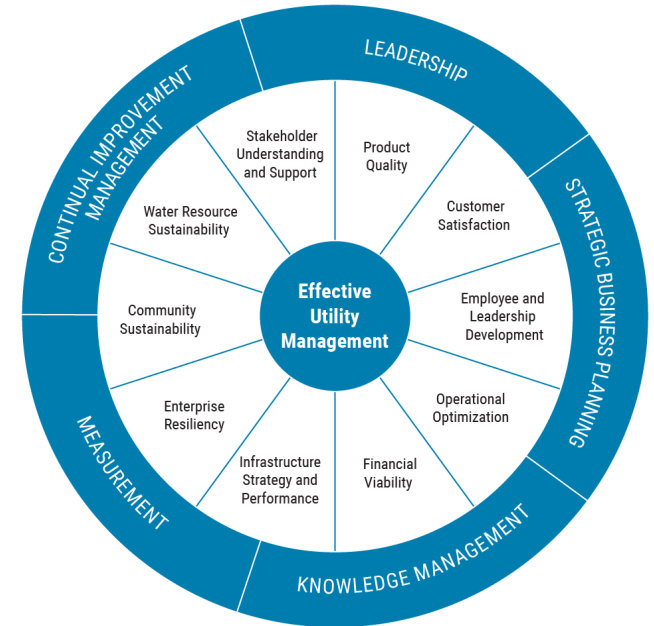 LEADERSHIP
STRATEGIC BUSINESS PLANNING
KNOWLEDGE MANAGEMENT
MEASUREMENT
CONTINUAL IMPROVEMENT
MANAGEMENT
Product
Quality
Customer
Satisfaction
Employee and
Leadership
Development
Operational
Optimization
Financial
Viability
Infrastructure
Strategy and
Performance
Enterprise
Resiliency
Community
Sustainability
Water Resource
Sustainability
Stakeholder
Understanding
and Support
Effective
Utility
Management